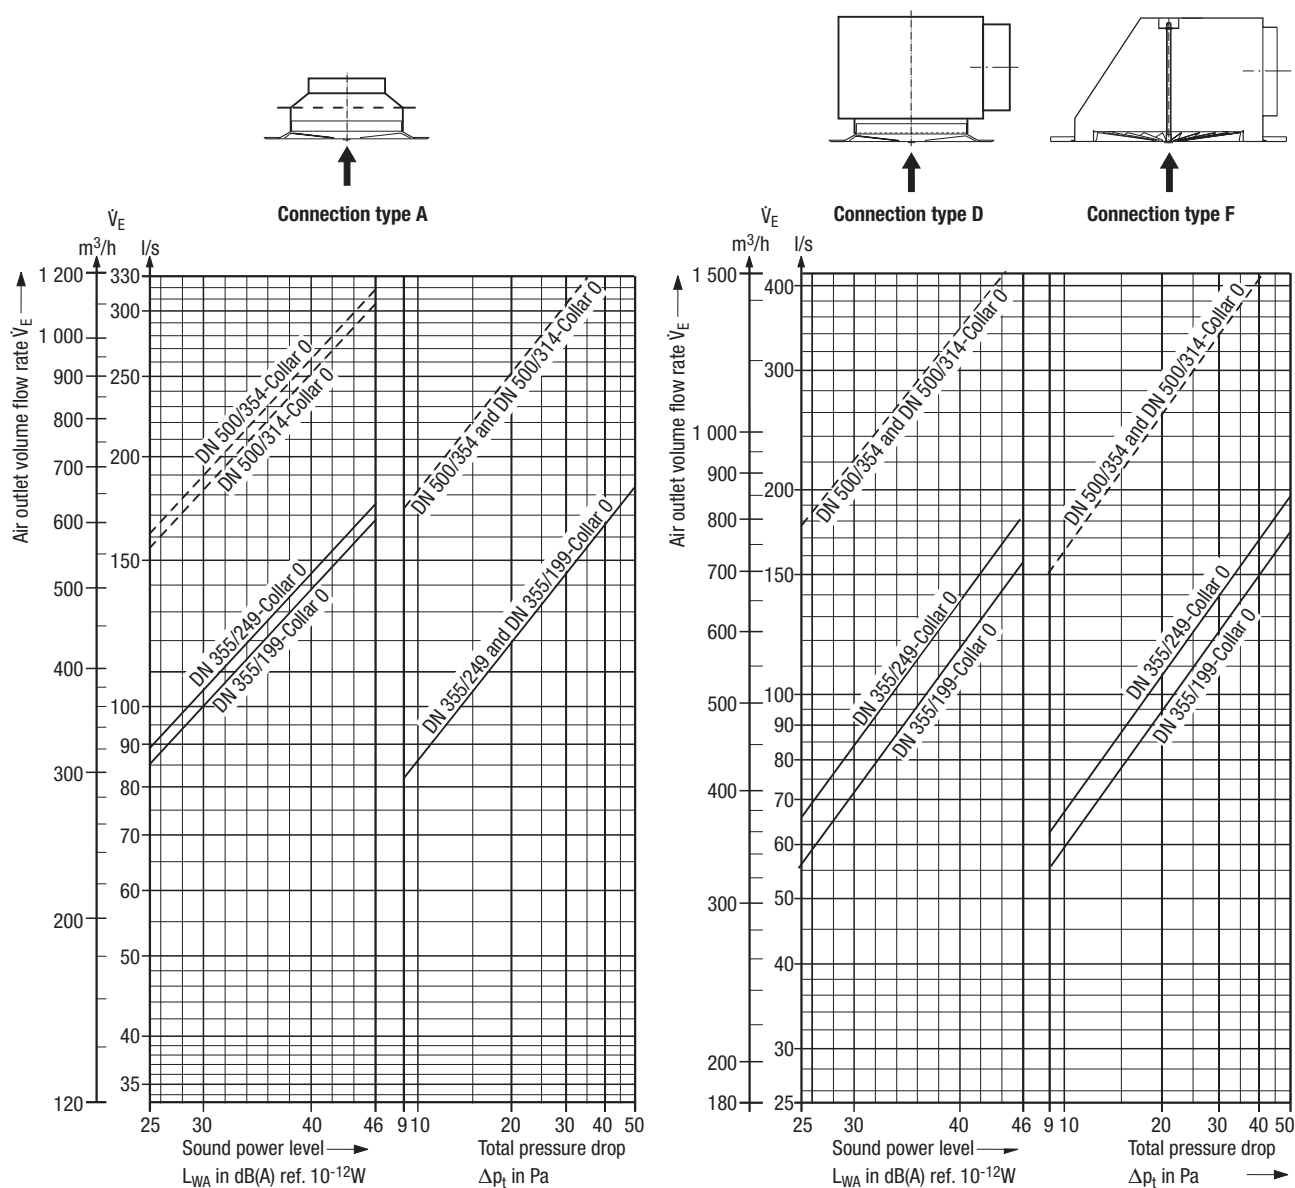 Connection type A
Connection type D
Connection type F
V̇E
m³/h
l/s
Air outlet volume flow rate V̇E
1 200
1 000
900
800
700
600
500
400
300
200
120
330
300
250
200
150
100
90
80
70
60
50
40
35
DN 500/354-Collar 0
DN 500/314-Collar 0
DN 355/249-Collar 0
DN 355/199-Collar 0
DN 500/354 and DN 500/314-Collar 0
DN 355/249 and DN 355/199-Collar 0
25
30
40
46
9
10
20
30
40
50
Sound power level
LWA in dB(A) ref. 10⁻¹²W
Total pressure drop
Δpt in Pa
V̇E
m³/h
l/s
Air outlet volume flow rate V̇E
1 500
1 000
900
800
700
600
500
400
300
200
180
400
300
200
150
100
90
80
70
60
50
40
30
25
DN 500/354 and DN 500/314-Collar 0
DN 355/249-Collar 0
DN 355/199-Collar 0
DN 500/354 and DN 500/314-Collar 0
DN 355/249-Collar 0
DN 355/199-Collar 0
25
30
40
46
9
10
20
30
40
50
Sound power level
LWA in dB(A) ref. 10⁻¹²W
Total pressure drop
Δpt in Pa